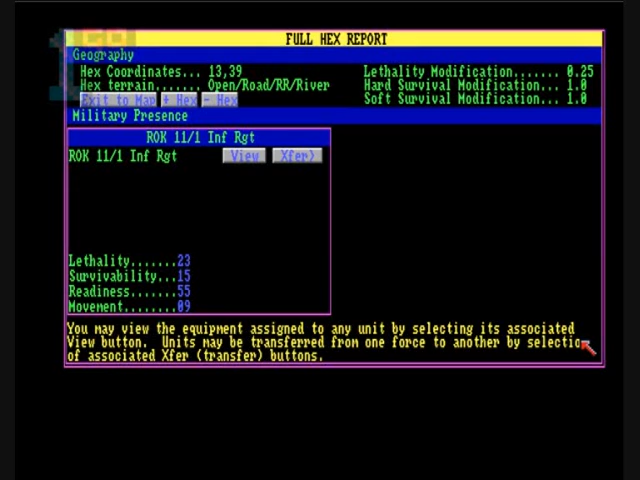 FULL HEX REPORT
Geography
Hex Coordinates... 13,39
Lethality Modification....... 0.25
Hex terrain....... Open/Road/RR/River
Hard Survival Modification... 1.0
Exit to Map + Hex - Hex
Soft Survival Modification... 1.0
Military Presence
ROK 11/1 Inf Rgt
ROK 11/1 Inf Rgt View Xfer)
Lethality.......23
Survivability...15
Readiness.......55
Movement........09
You may view the equipment assigned to any unit by selecting its associated
View button. Units may be transferred from one force to another by selectio
of associated Xfer (transfer) buttons.